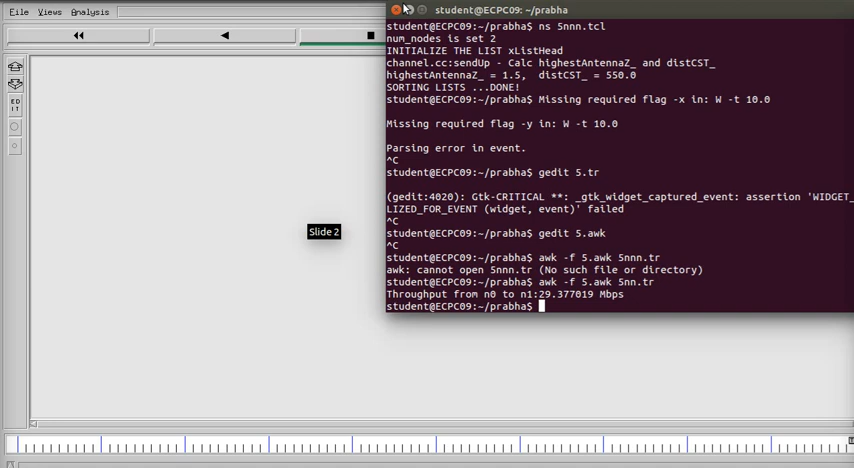 File Views Analysis
student@ECPC09: ~/prabha
student@ECPC09:~/prabha$ ns 5nnn.tcl
num_nodes is set 2
INITIALIZE THE LIST xListHead
channel.cc:sendUp - Calc highestAntennaZ_ and distCST_
highestAntennaZ_ = 1.5, distCST_ = 550.0
SORTING LISTS ...DONE!
student@ECPC09:~/prabha$ Missing required flag -x in: W -t 10.0
Missing required flag -y in: W -t 10.0
Parsing error in event.
^C
student@ECPC09:~/prabha$ gedit 5.tr
(gedit:4020): Gtk-CRITICAL **: _gtk_widget_captured_event: assertion 'WIDGET_
LIZED_FOR_EVENT (widget, event)' failed
^C
student@ECPC09:~/prabha$ gedit 5.awk
^C
student@ECPC09:~/prabha$ awk -f 5.awk 5nnn.tr
awk: cannot open 5nnn.tr (No such file or directory)
student@ECPC09:~/prabha$ awk -f 5.awk 5nn.tr
Throughput from n0 to n1:29.377019 Mbps
student@ECPC09:~/prabha$
ED
IT
Slide 2